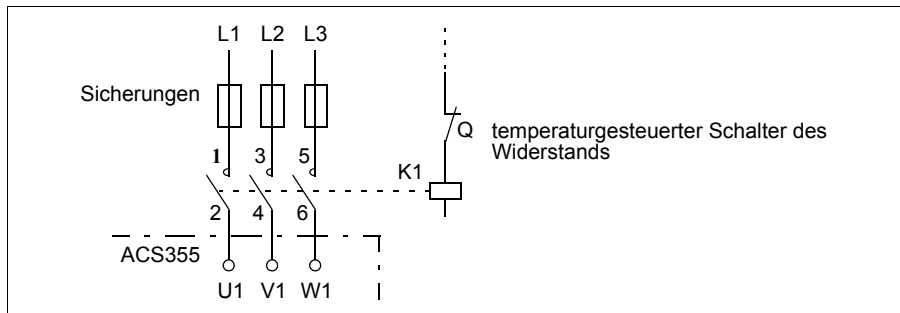 L1 L2 L3
Sicherungen
Q temperaturgesteuerter Schalter des
Widerstands
1 3 5
K1
2 4 6
ACS355
U1 V1 W1